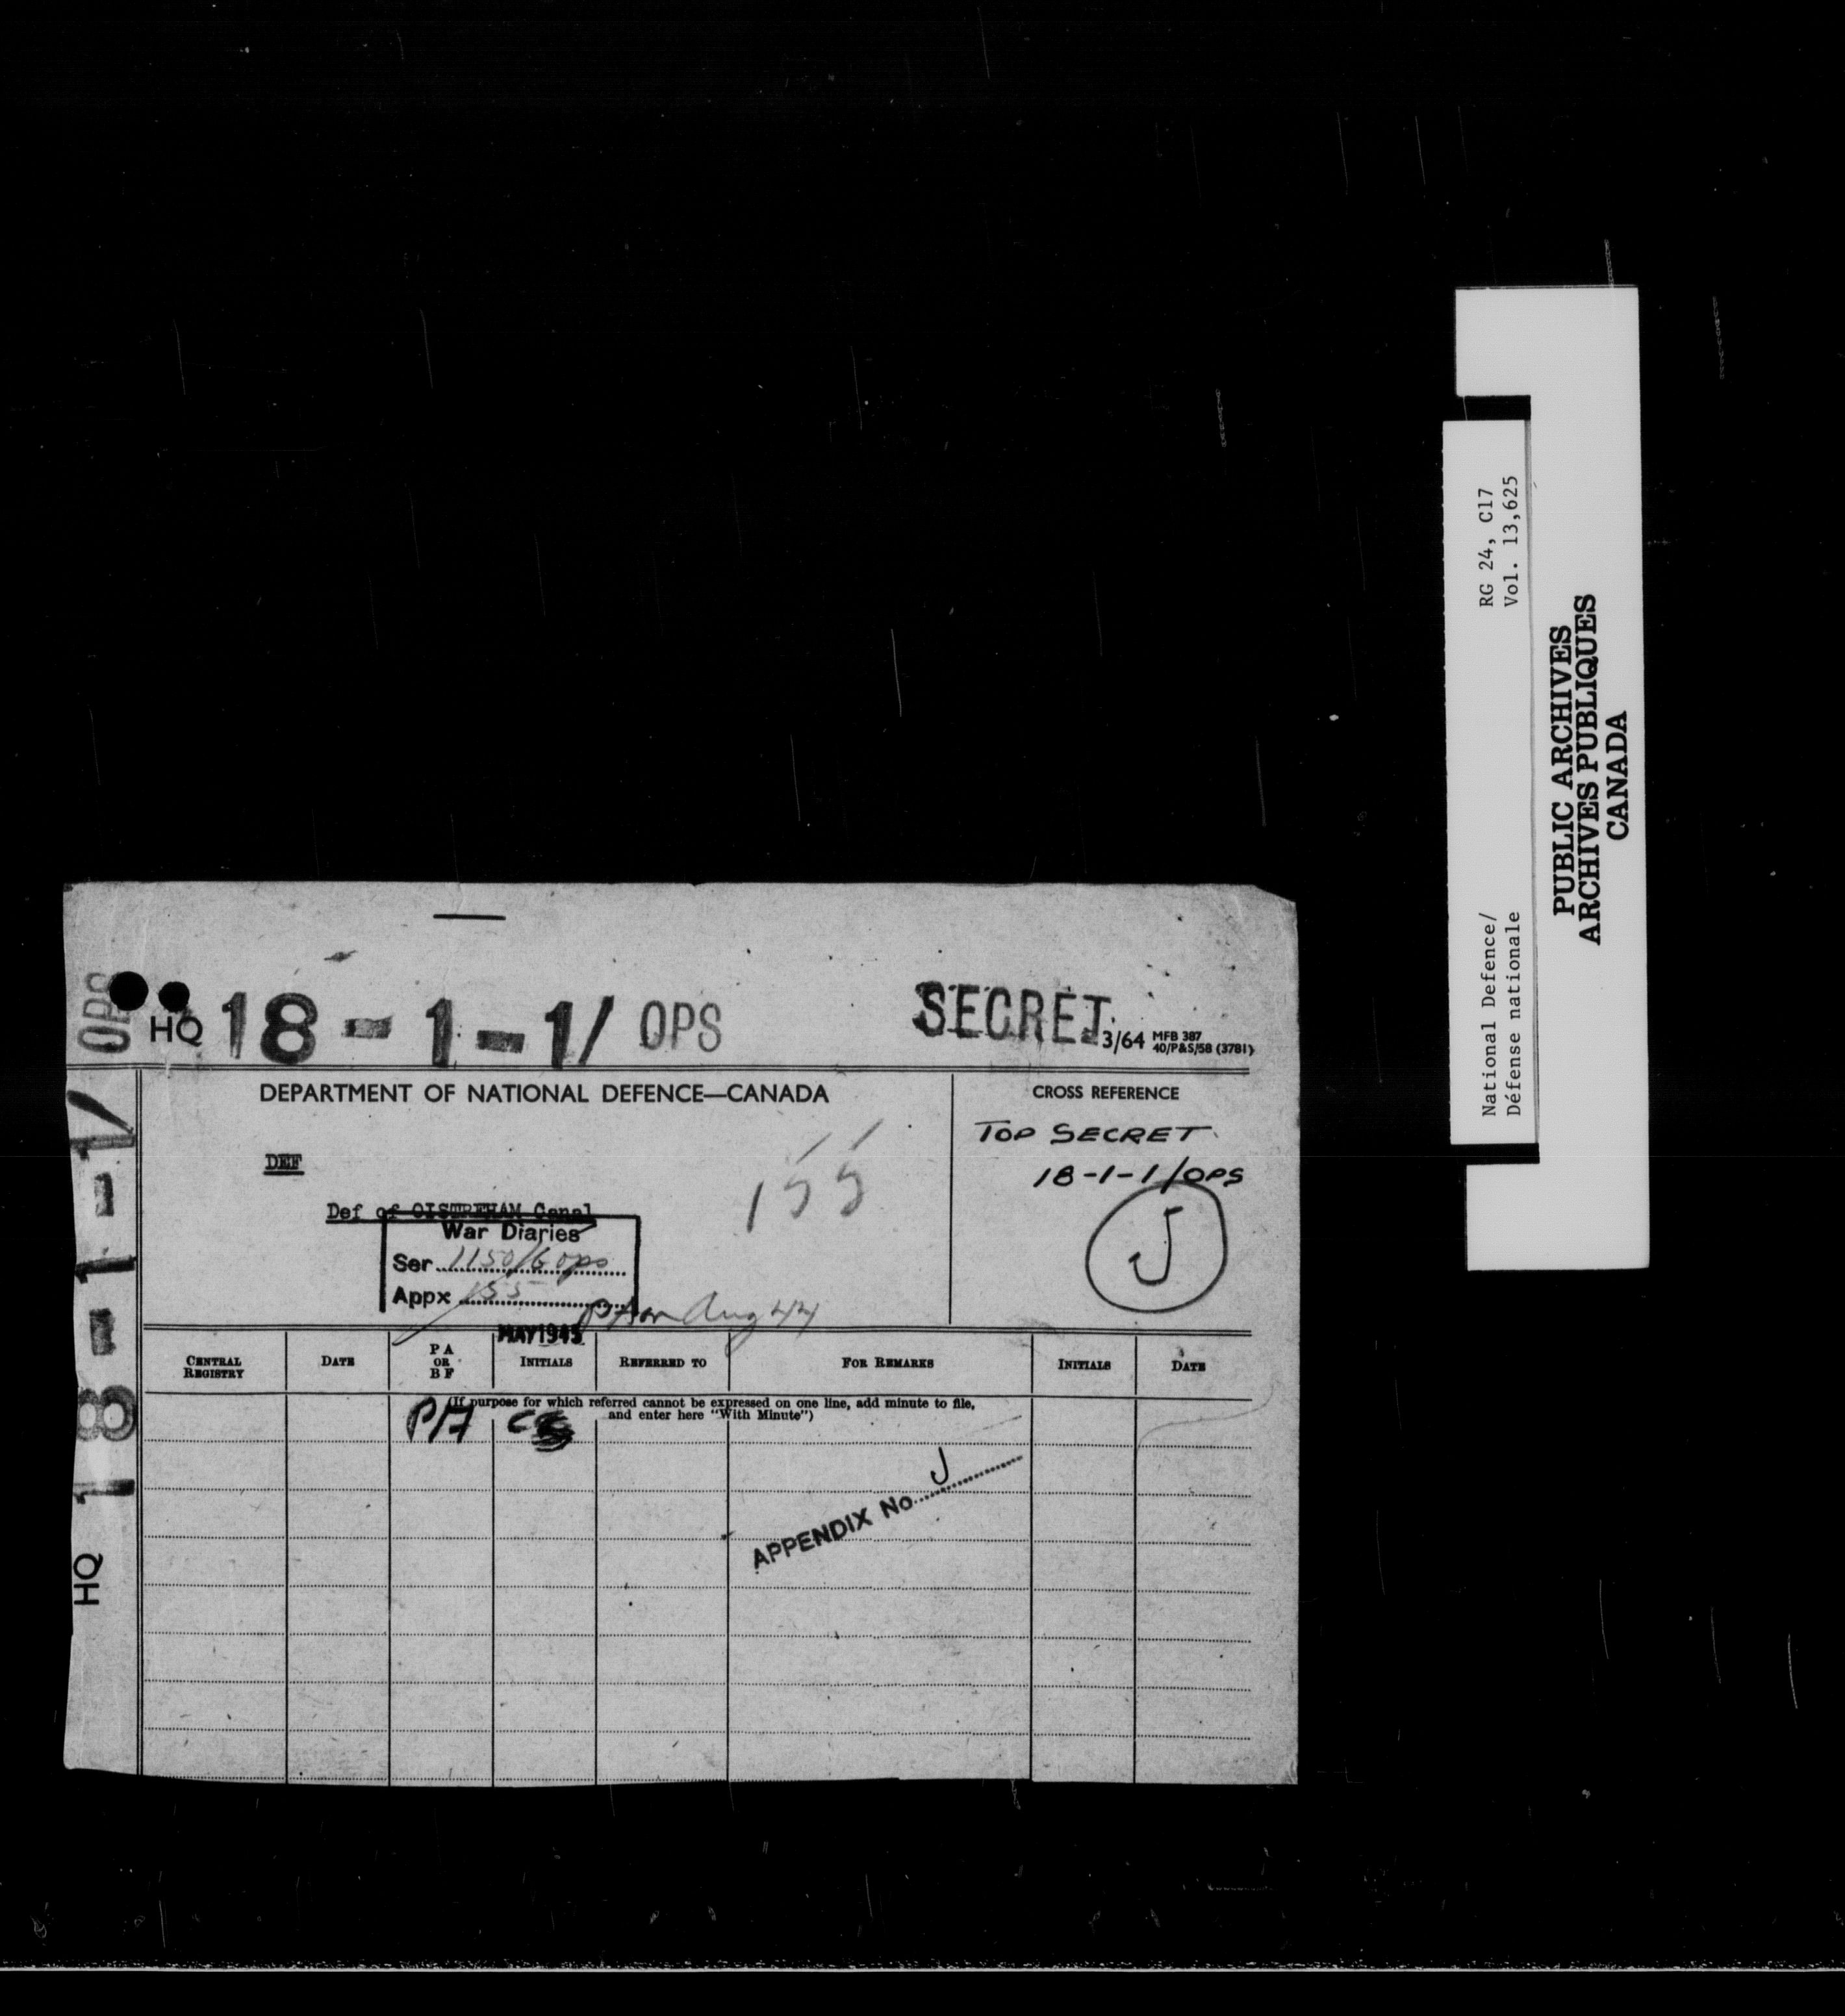 OPS
HQ 18-1-1/ OPS
SECRET
3/64 MFB 387
40/P&S/58 (3781)
DEPARTMENT OF NATIONAL DEFENCE—CANADA
CROSS REFERENCE
TOP SECRET
18-1-1/OPS
J
DEF
155
Def of OISTREHAM Canal
War Diaries
Ser 1150/G ops
Appx 155
Aug 44
MAY 1945
CENTRAL REGISTRY
DATE
P A OR B F
INITIALS
REFERRED TO
FOR REMARKS
INITIALS
DATE
(If purpose for which referred cannot be expressed on one line, add minute to file,
and enter here "With Minute")
PA
APPENDIX No. J
HQ 18-1-1/
National Defence/
Défense nationale
RG 24, C17
Vol. 13,625
PUBLIC ARCHIVES
ARCHIVES PUBLIQUES
CANADA